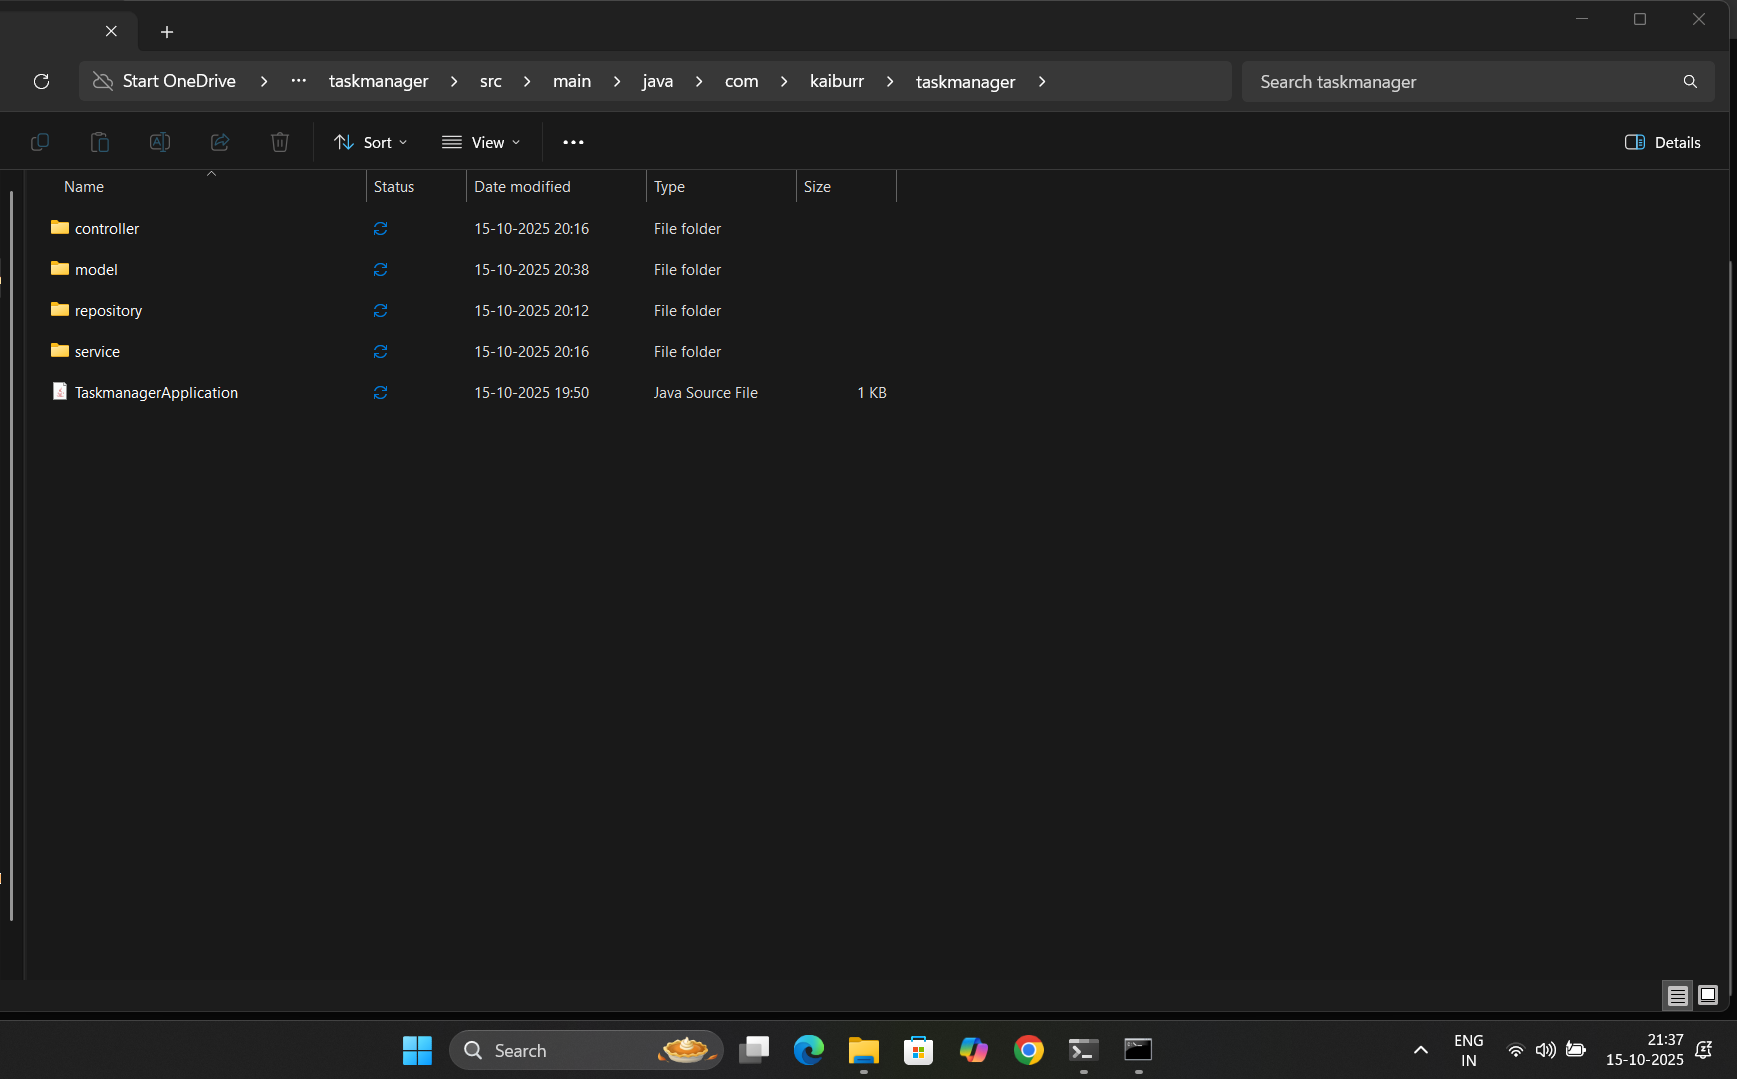 Start OneDrive > ... taskmanager > src > main > java > com > kaiburr > taskmanager >
Search taskmanager
Sort View ... Details
Name Status Date modified Type Size
controller 15-10-2025 20:16 File folder
model 15-10-2025 20:38 File folder
repository 15-10-2025 20:12 File folder
service 15-10-2025 20:16 File folder
TaskmanagerApplication 15-10-2025 19:50 Java Source File 1 KB
Search
ENG
IN
21:37
15-10-2025